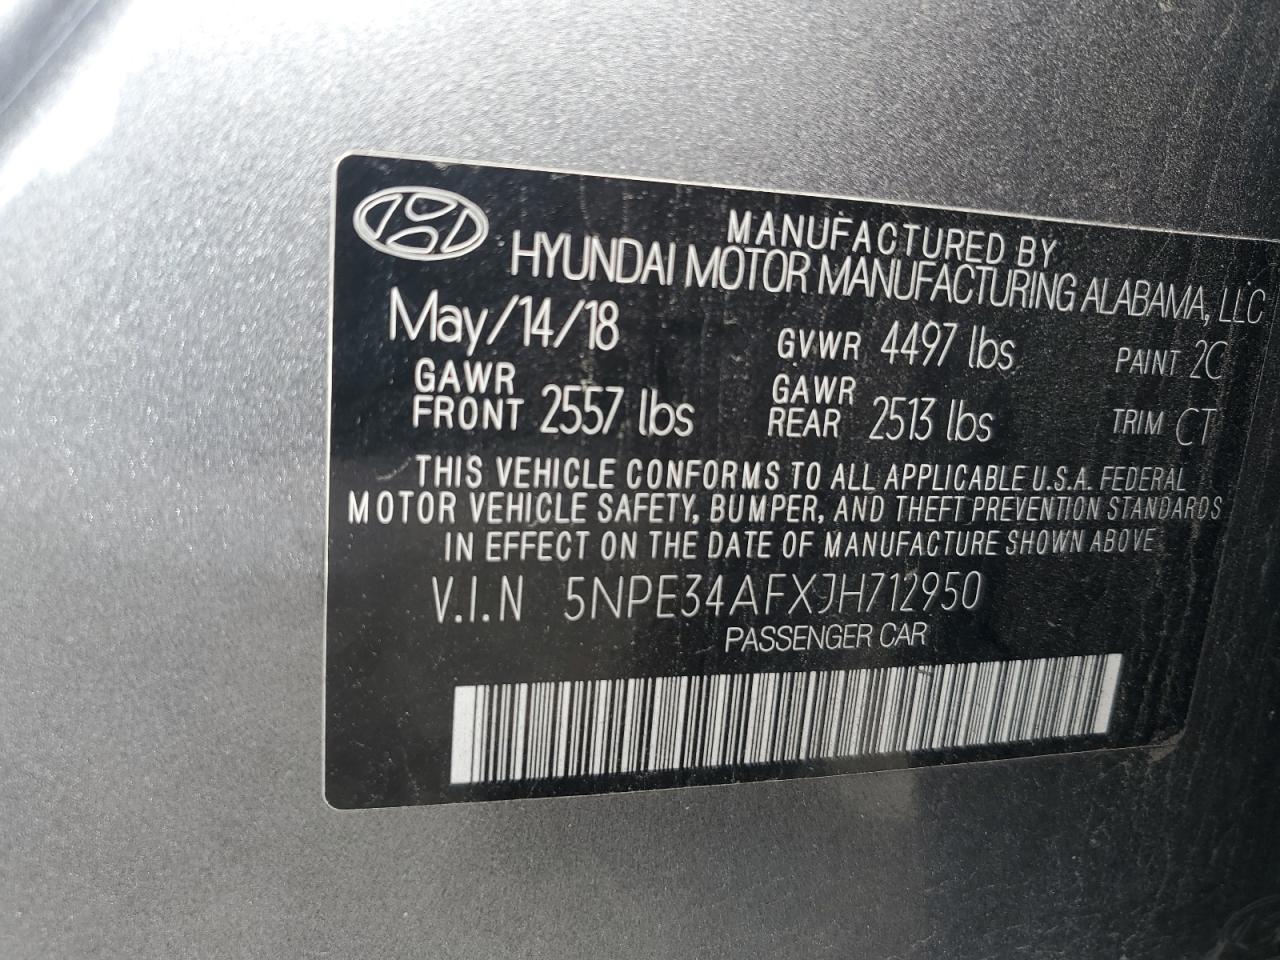 MANUFACTURED BY
HYUNDAI MOTOR MANUFACTURING ALABAMA, LLC
May/14/18 GVWR 4497 lbs PAINT 2C
GAWR FRONT 2557 lbs GAWR REAR 2513 lbs TRIM CT
THIS VEHICLE CONFORMS TO ALL APPLICABLE U.S.A. FEDERAL
MOTOR VEHICLE SAFETY, BUMPER, AND THEFT PREVENTION STANDARDS
IN EFFECT ON THE DATE OF MANUFACTURE SHOWN ABOVE
V.I.N 5NPE34AFXJH712950
PASSENGER CAR